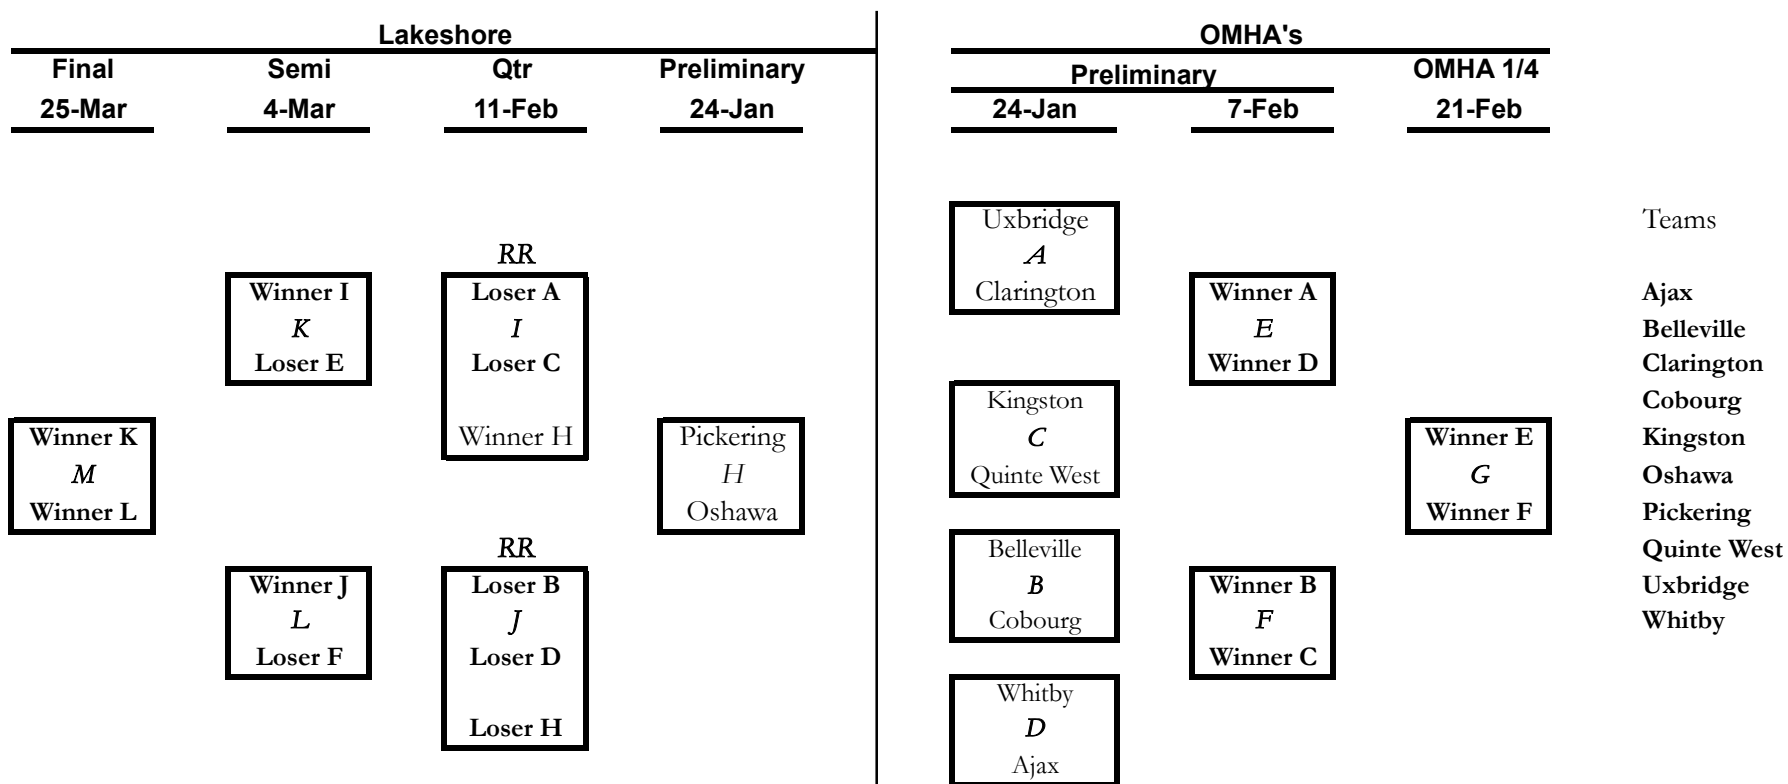 Lakeshore OMHA's
Final Semi Qtr Preliminary Preliminary OMHA 1/4
25-Mar 4-Mar 11-Feb 24-Jan 24-Jan 7-Feb 21-Feb
Uxbridge Teams
RR A
Winner I Loser A Clarington Winner A Ajax
K I E Belleville
Loser E Loser C Winner D Clarington
Kingston Cobourg
Winner K Winner H Pickering C Winner E Kingston
M H Quinte West G Oshawa
Winner L Oshawa Winner F Pickering
RR Belleville Quinte West
Winner J Loser B B Winner B Uxbridge
L J Cobourg F Whitby
Loser F Loser D Winner C
Whitby
Loser H D
Ajax